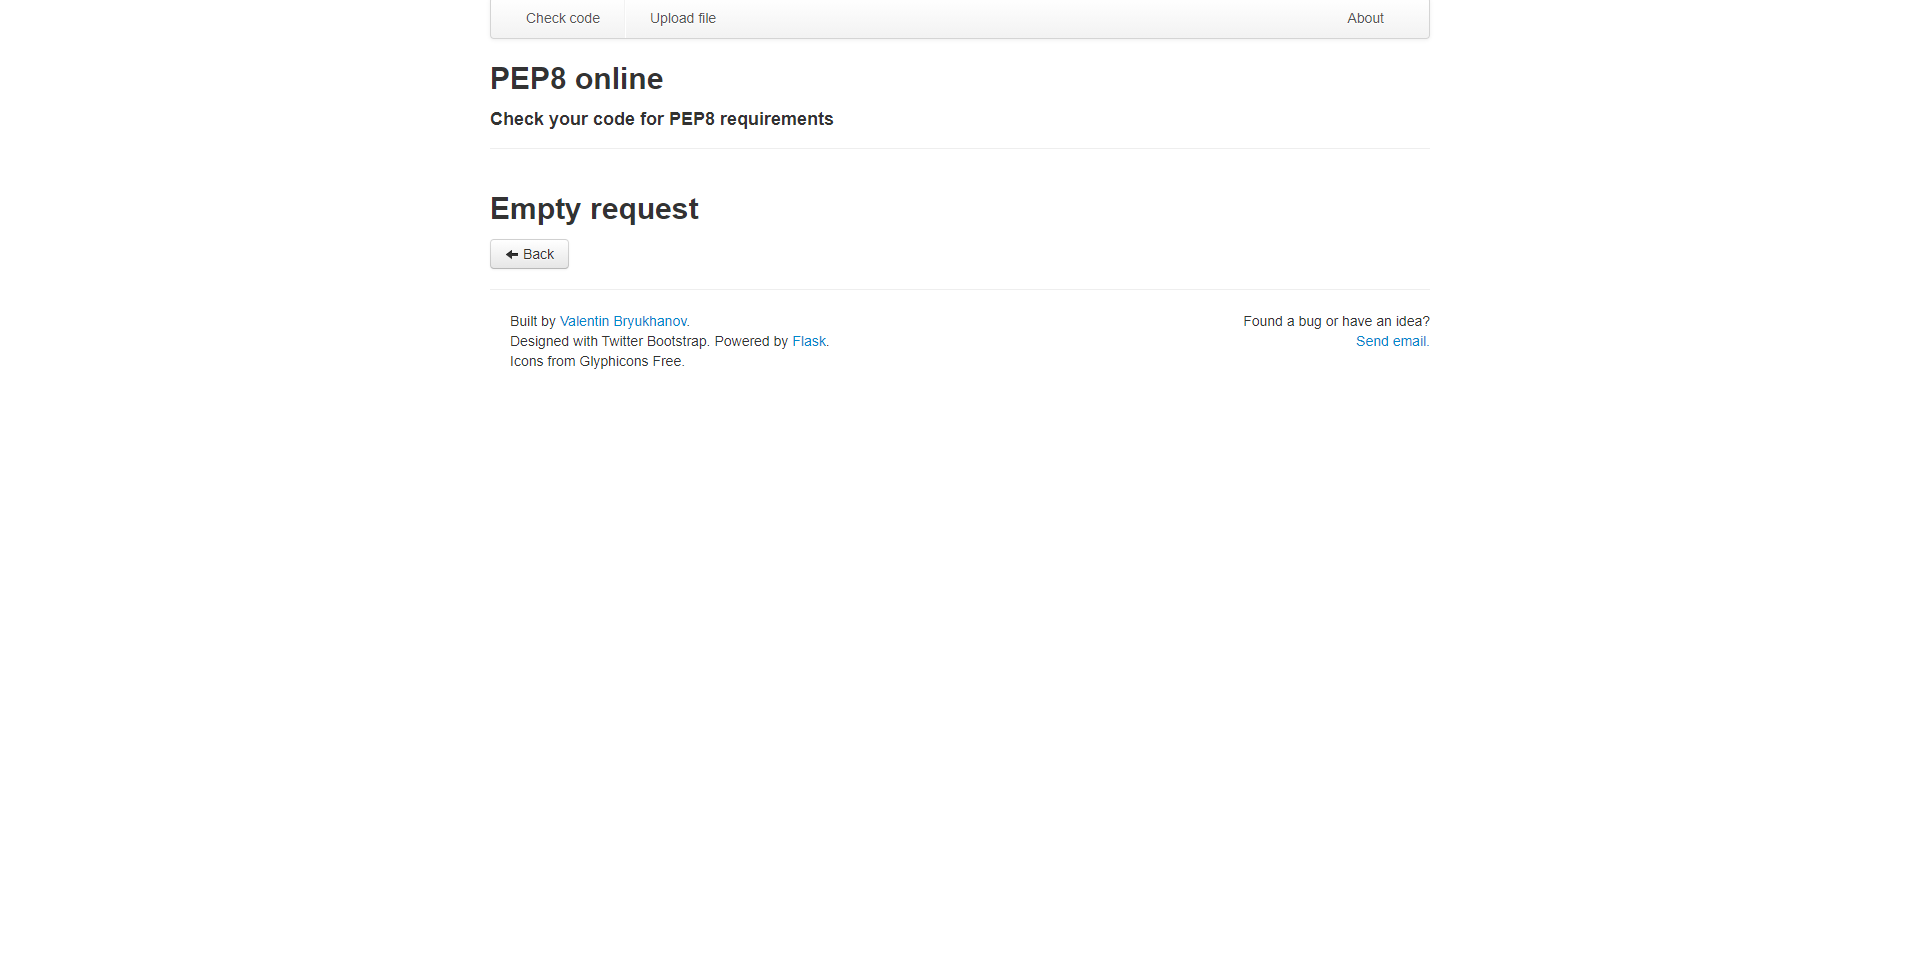 Check code
Upload file
About
PEP8 online
Check your code for PEP8 requirements
Empty request
Back
Built by Valentin Bryukhanov.
Designed with Twitter Bootstrap. Powered by Flask.
Icons from Glyphicons Free.
Found a bug or have an idea?
Send email.